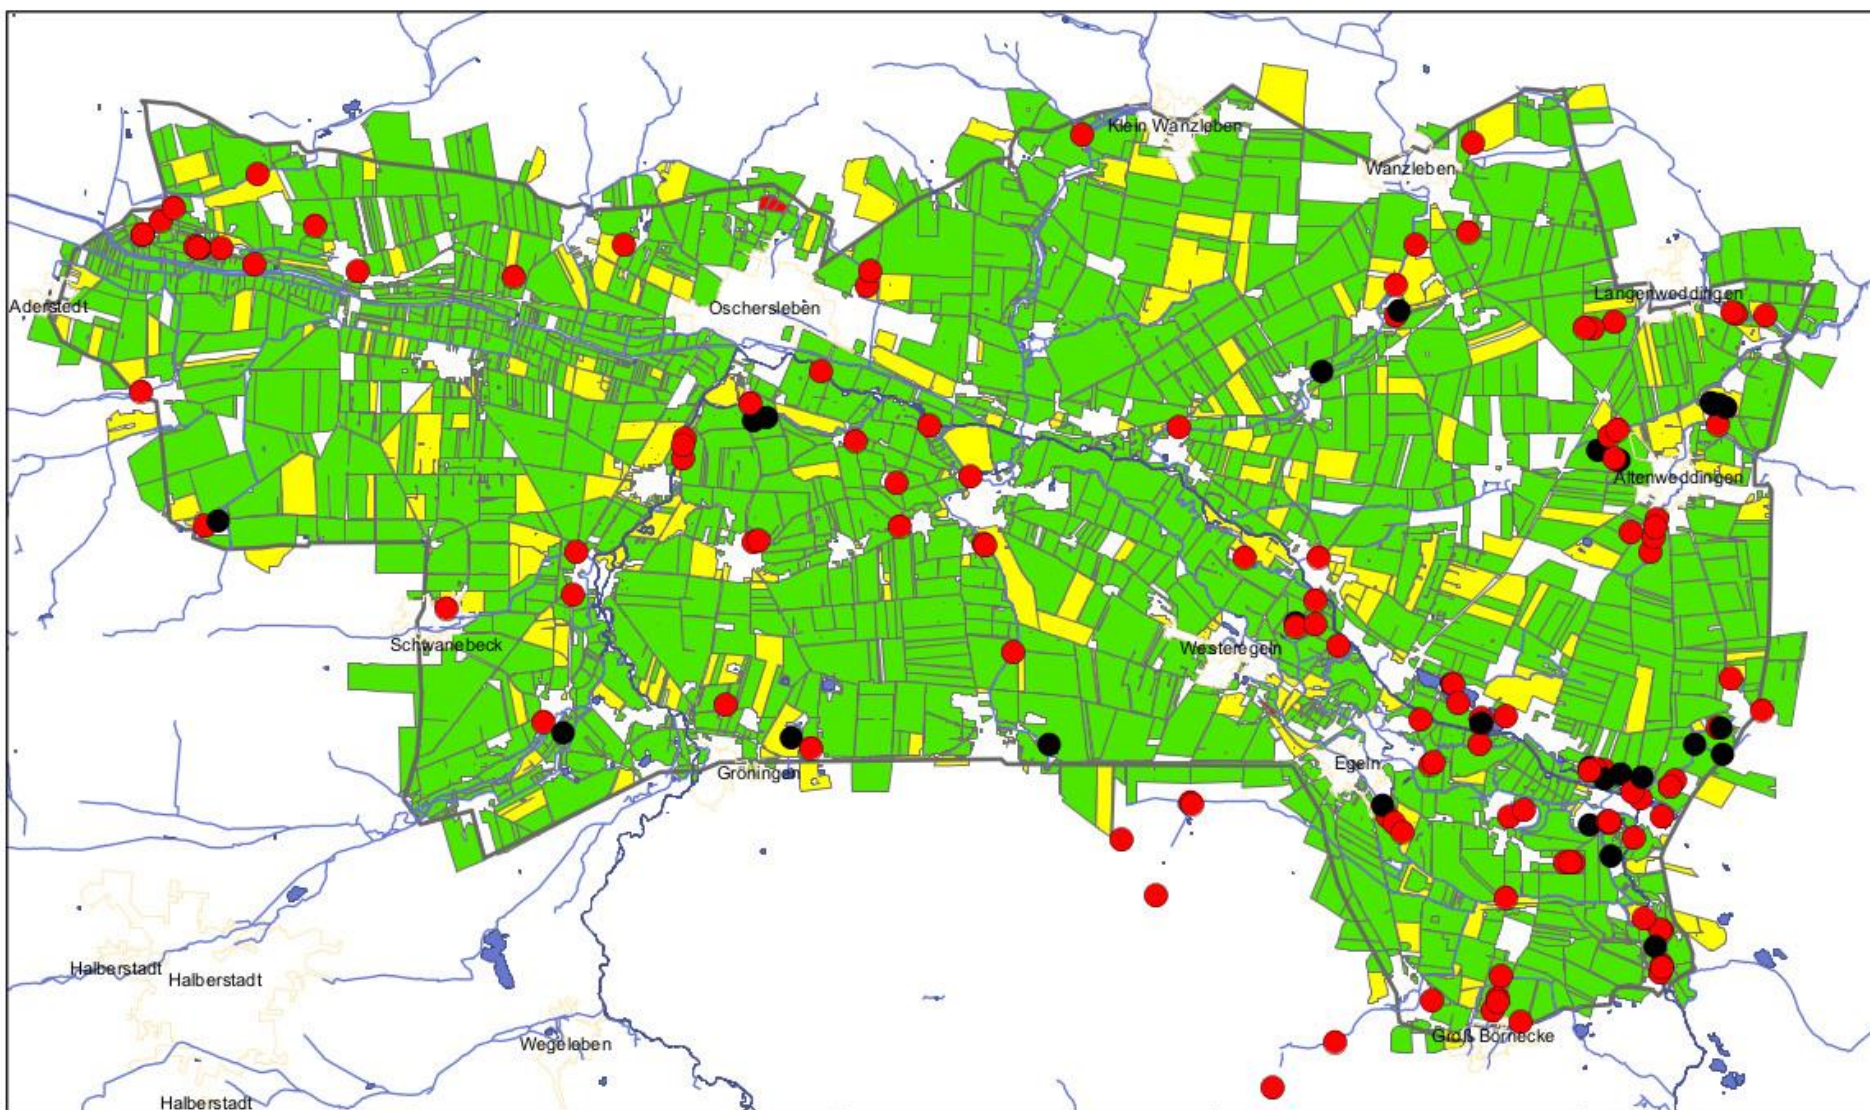 Klein Wanzleben
Wanzleben
Langenweddingen
Aderstedt
Oschersleben
Altenweddingen
Schwanebeck
Westeregeln
Egeln
Gröningen
Halberstadt
Halberstadt
Groß Börnecke
Wegeleben
Halberstadt